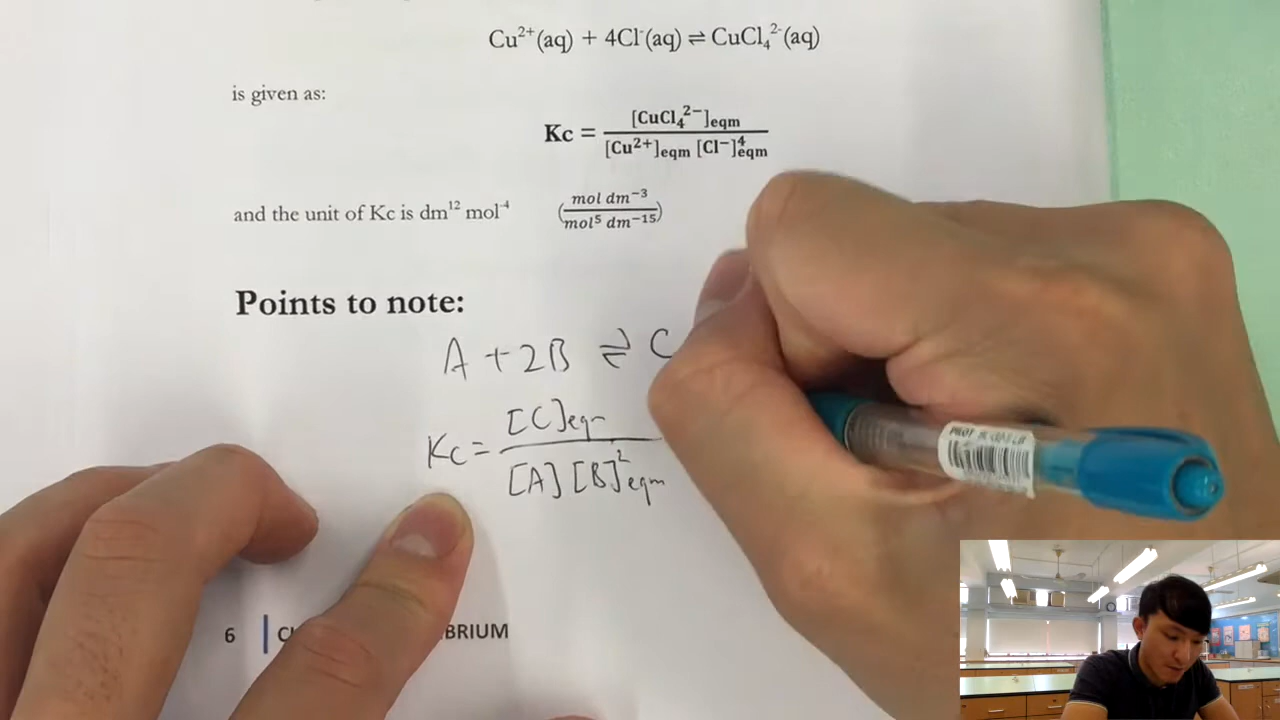 Cu²⁺(aq) + 4Cl⁻(aq) ⇌ CuCl₄²⁻(aq)
is given as:
Kc = [CuCl₄²⁻]eqm / [Cu²⁺]eqm [Cl⁻]⁴eqm
and the unit of Kc is dm¹² mol⁻⁴ (mol dm⁻³ / mol⁵ dm⁻¹⁵)
Points to note:
A + 2B ⇌ C
Kc = [C]eqm / [A][B]²eqm
PILOT
6 | BRIUM